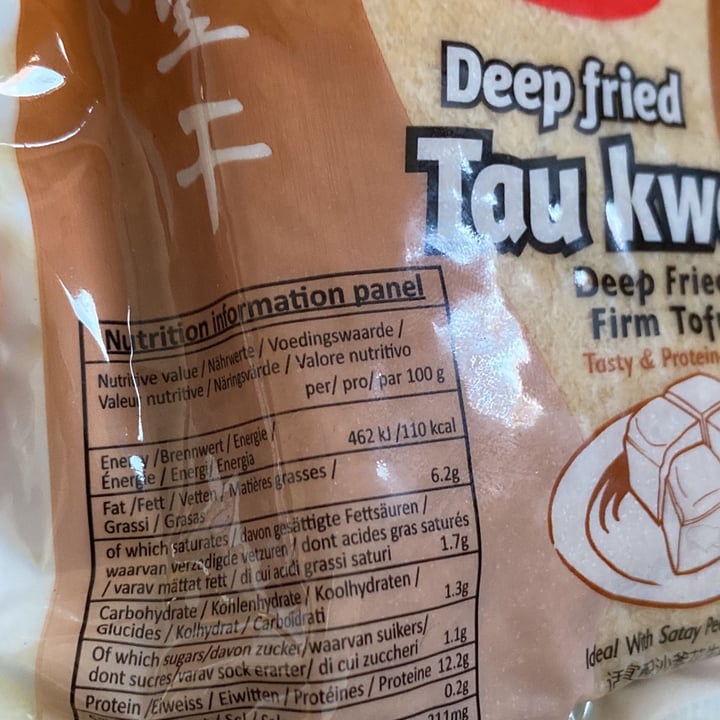 干
Deep fried
Tau kw
Deep Fried
Firm Tof
Tasty & Protein
Nutrition information panel
Nutritive value / Nährwerte / Voedingswaarde /
Valeur nutritive / Näringsvärde / Valore nutritivo
per/ pro/ par 100 g
Energy /Brennwert / Energie /
Énergie / Energi/ Energia
462 kJ /110 kcal
Fat /Fett / Vetten / Matières grasses /
Grassi / Grasas
6.2g
of which saturates / davon gesättigte Fettsäuren /
waarvan verzadigde vetzuren / dont acides gras saturés
/ varav mättat fett / di cui acidi grassi saturi
1.7g
Carbohydrate / Kohlenhydrate / Koolhydraten /
Glucides / Kolhydrat / Carboidrati
1.3g
Of which sugars/davon zucker/waarvan suikers/
dont sucres/varav sock erarter/ di cui zuccheri
1.1g
Protein /Eiweiss / Eiwitten / Protéines / Proteine 12.2g
0.2g
211mg
Ideal With Satay Pe